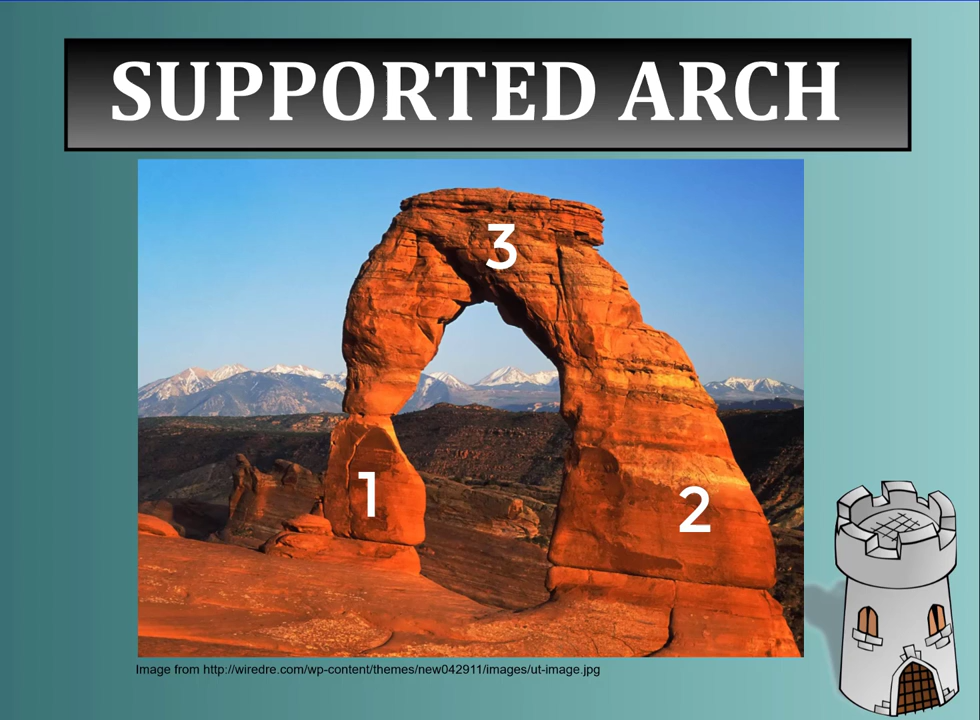 SUPPORTED ARCH
3
1
2
Image from http://wiredre.com/wp-content/themes/new042911/images/ut-image.jpg